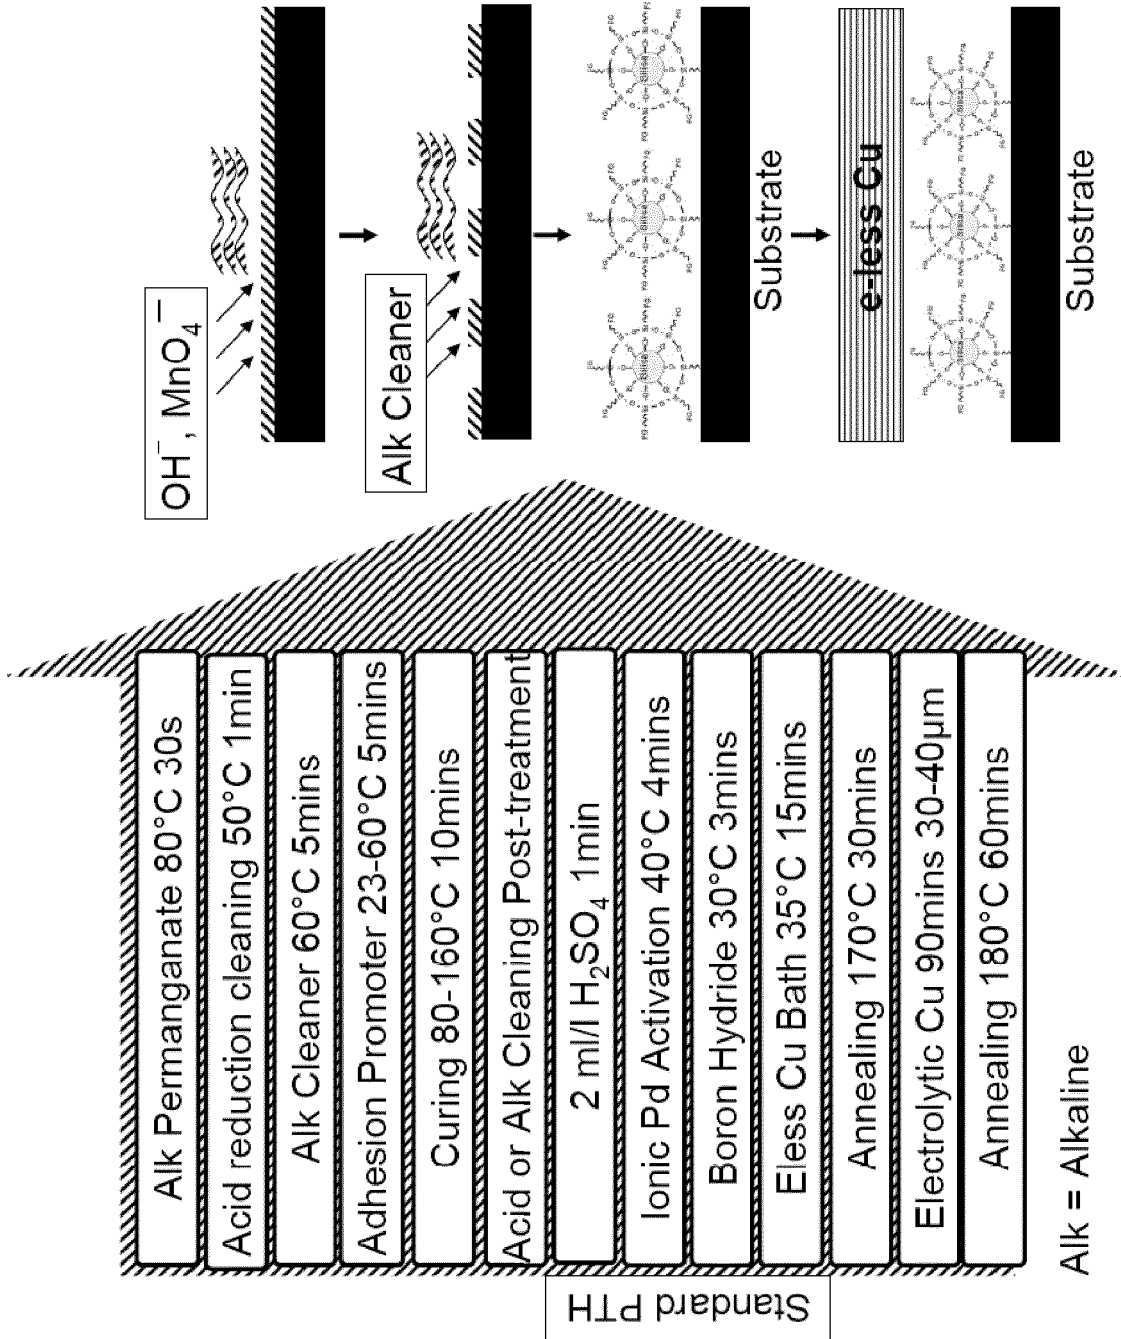 Alk Permanganate 80°C 30s
Acid reduction cleaning 50°C 1min
Alk Cleaner 60°C 5mins
Adhesion Promoter 23-60°C 5mins
Curing 80-160°C 10mins
Acid or Alk Cleaning Post-treatment
2 ml/l H₂SO₄ 1min
Ionic Pd Activation 40°C 4mins
Boron Hydride 30°C 3mins
Eless Cu Bath 35°C 15mins
Annealing 170°C 30mins
Electrolytic Cu 90mins 30-40µm
Annealing 180°C 60mins
Standard
PTH
Alk = Alkaline
OH⁻, MnO₄⁻
Alk Cleaner
Substrate
e-less Cu
Substrate